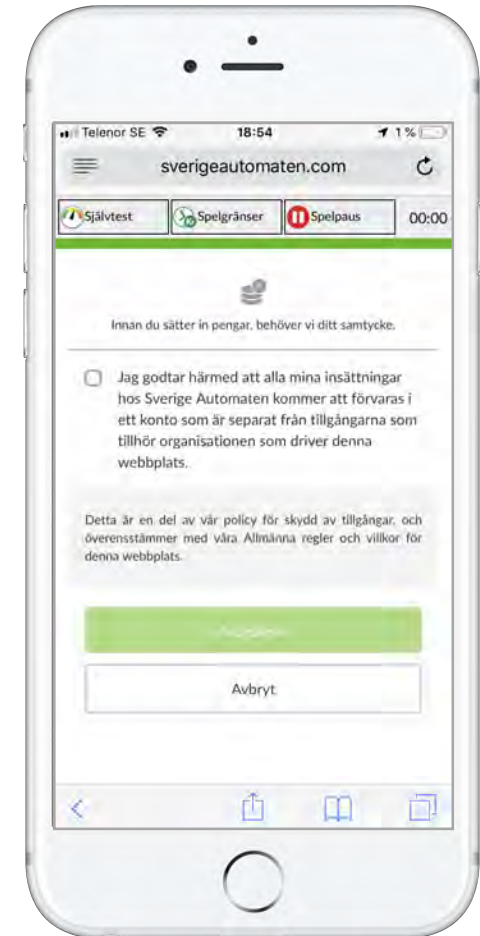 Telenor SE 18:54 1 %
sverigeautomaten.com
Självtest Spelgränser Spelpaus 00:00
Innan du sätter in pengar, behöver vi ditt samtycke.
Jag godtar härmed att alla mina insättningar
hos Sverige Automaten kommer att förvaras i
ett konto som är separat från tillgångarna som
tillhör organisationen som driver denna
webbplats.
Detta är en del av vår policy för skydd av tillgångar, och
överensstämmer med våra Allmänna regler och villkor för
denna webbplats.
Avbryt